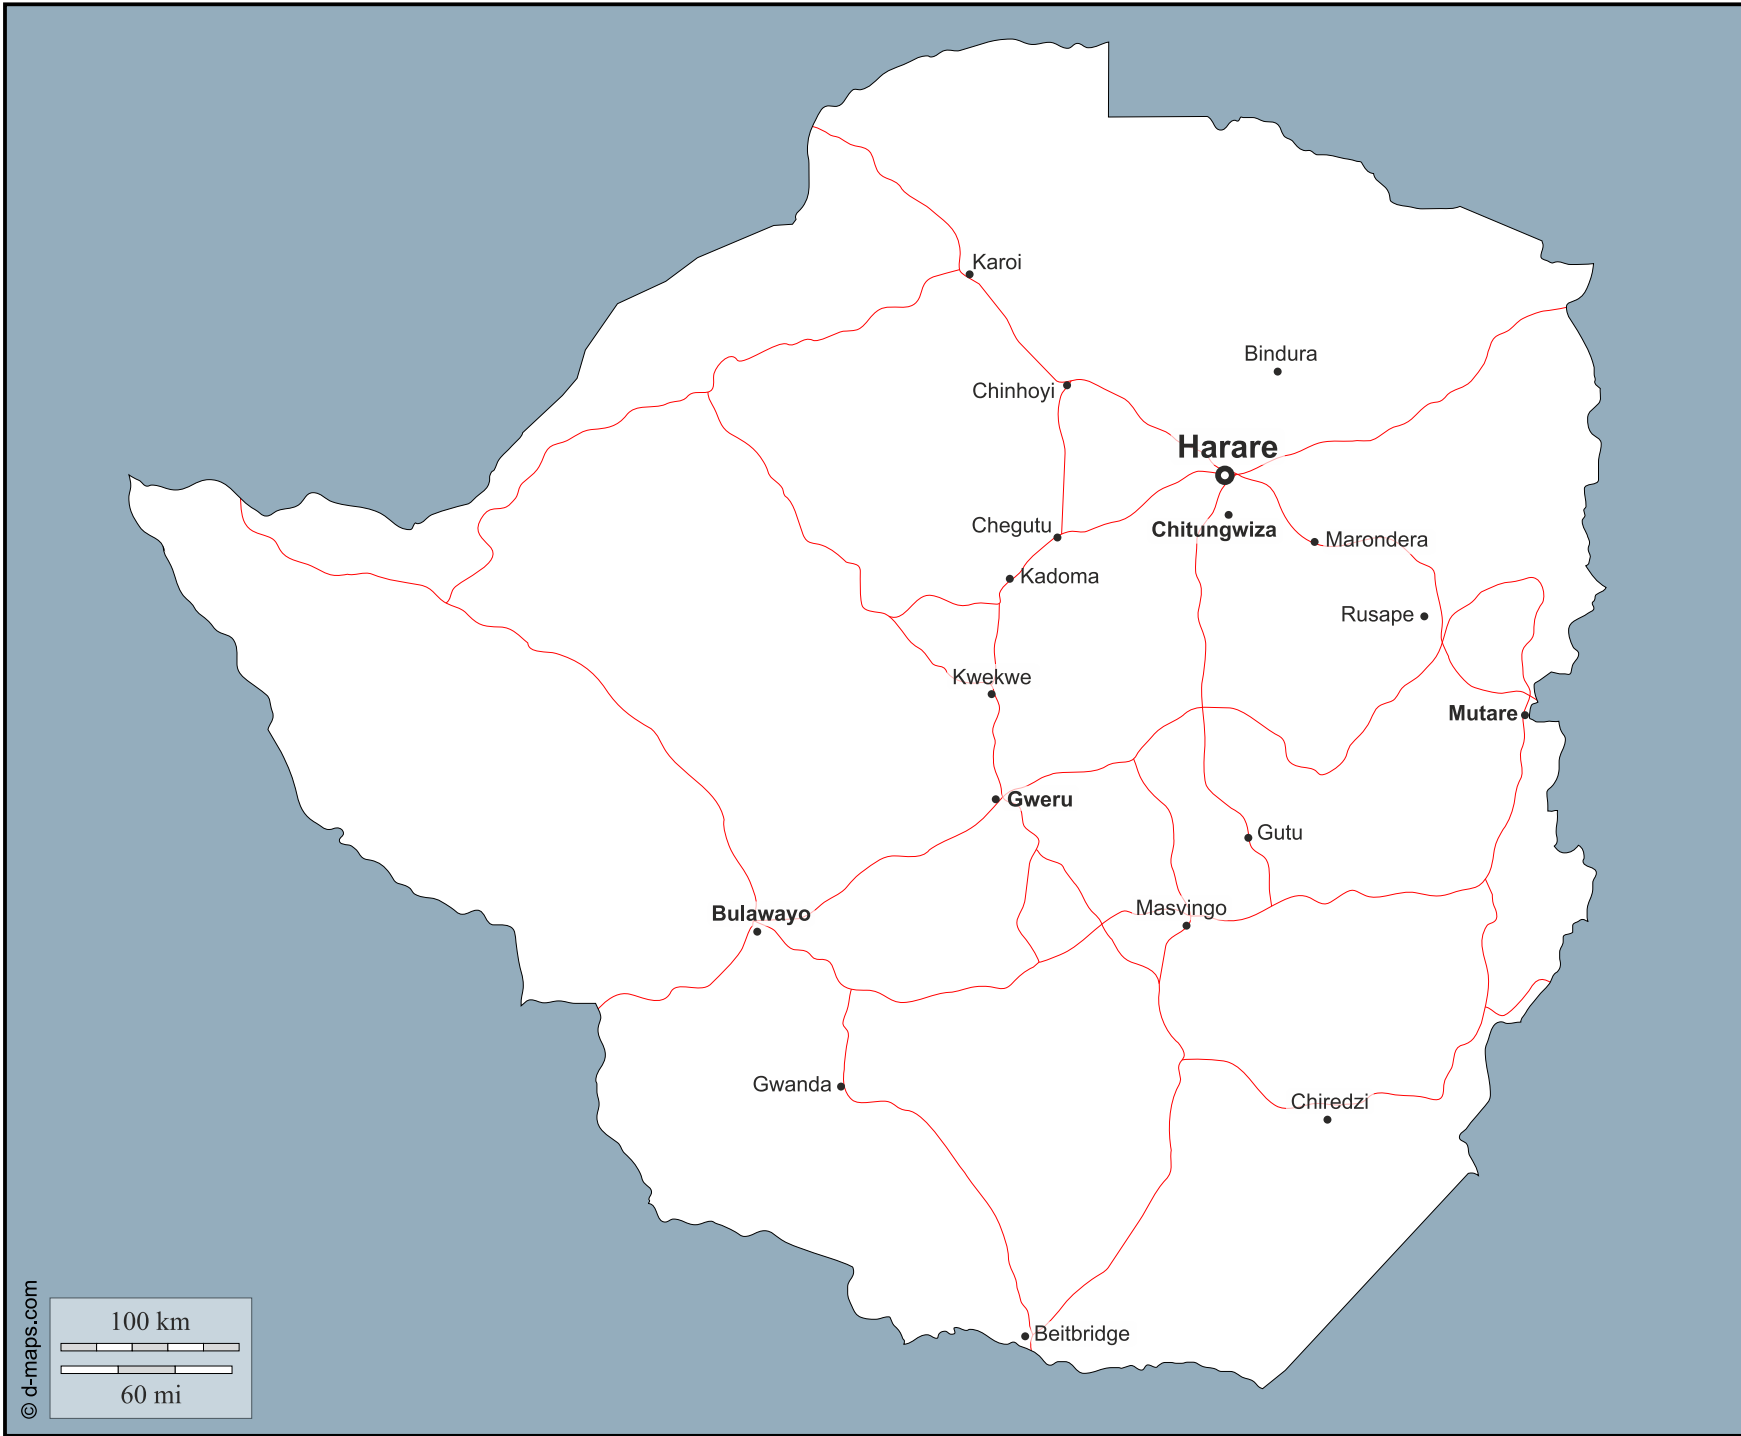 Karoi
Bindura
Chinhoyi
Harare
Chegutu
Chitungwiza
Marondera
Kadoma
Rusape
Kwekwe
Mutare
Gweru
Gutu
Bulawayo
Masvingo
Gwanda
Chiredzi
Beitbridge
100 km
60 mi
© d-maps.com